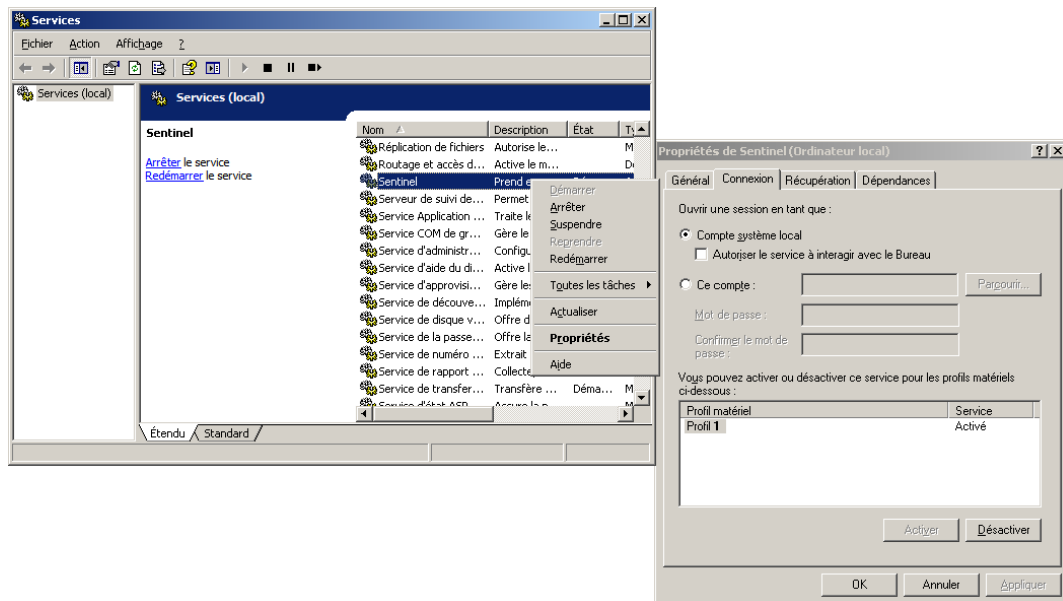 Services
Fichier Action Affichage ?
Services (local)
Services (local)
Sentinel
Arrêter le service
Redémarrer le service
Nom Description État
Réplication de fichiers Autorise le...
Routage et accès d... Active le m...
Sentinel
Serveur de suivi de... Permet
Service Application ... Traite le
Service COM de gr... Gère le
Service d'administr... Configu
Service d'aide du di... Active l
Service d'approvisi... Gère les
Service de découve... Implém
Service de disque v... Offre d
Service de la passe... Offre la
Service de numéro ... Extrait
Service de rapport ... Collecte
Service de transfer... Transfère ... Déma... M
Étendu Standard
Démarrer
Arrêter
Suspendre
Reprendre
Redémarrer
Toutes les tâches
Actualiser
Propriétés
Aide
Propriétés de Sentinel (Ordinateur local)
Général Connexion Récupération Dépendances
Ouvrir une session en tant que :
Compte système local
Autoriser le service à interagir avec le Bureau
Ce compte : Parcourir...
Mot de passe :
Confirmer le mot de
passe :
Vous pouvez activer ou désactiver ce service pour les profils matériels
ci-dessous :
Profil matériel Service
Profil 1 Activé
Activer Désactiver
OK Annuler Appliquer